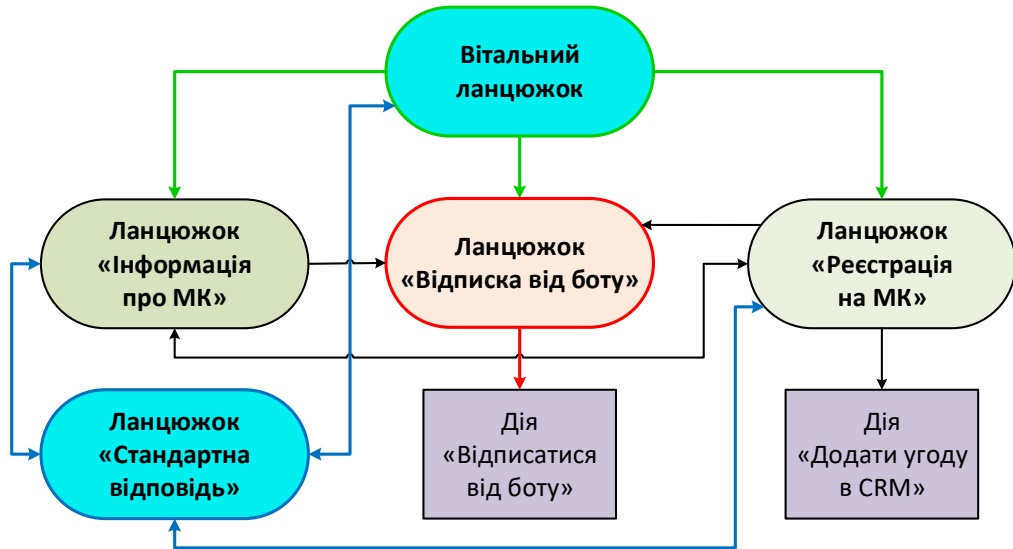 Вітальний
ланцюжок
Ланцюжок
«Інформація
про МК»
Ланцюжок
«Відписка від боту»
Ланцюжок
«Реєстрація
на МК»
Ланцюжок
«Стандартна
відповідь»
Дія
«Відписатися
від боту»
Дія
«Додати угоду
в CRM»